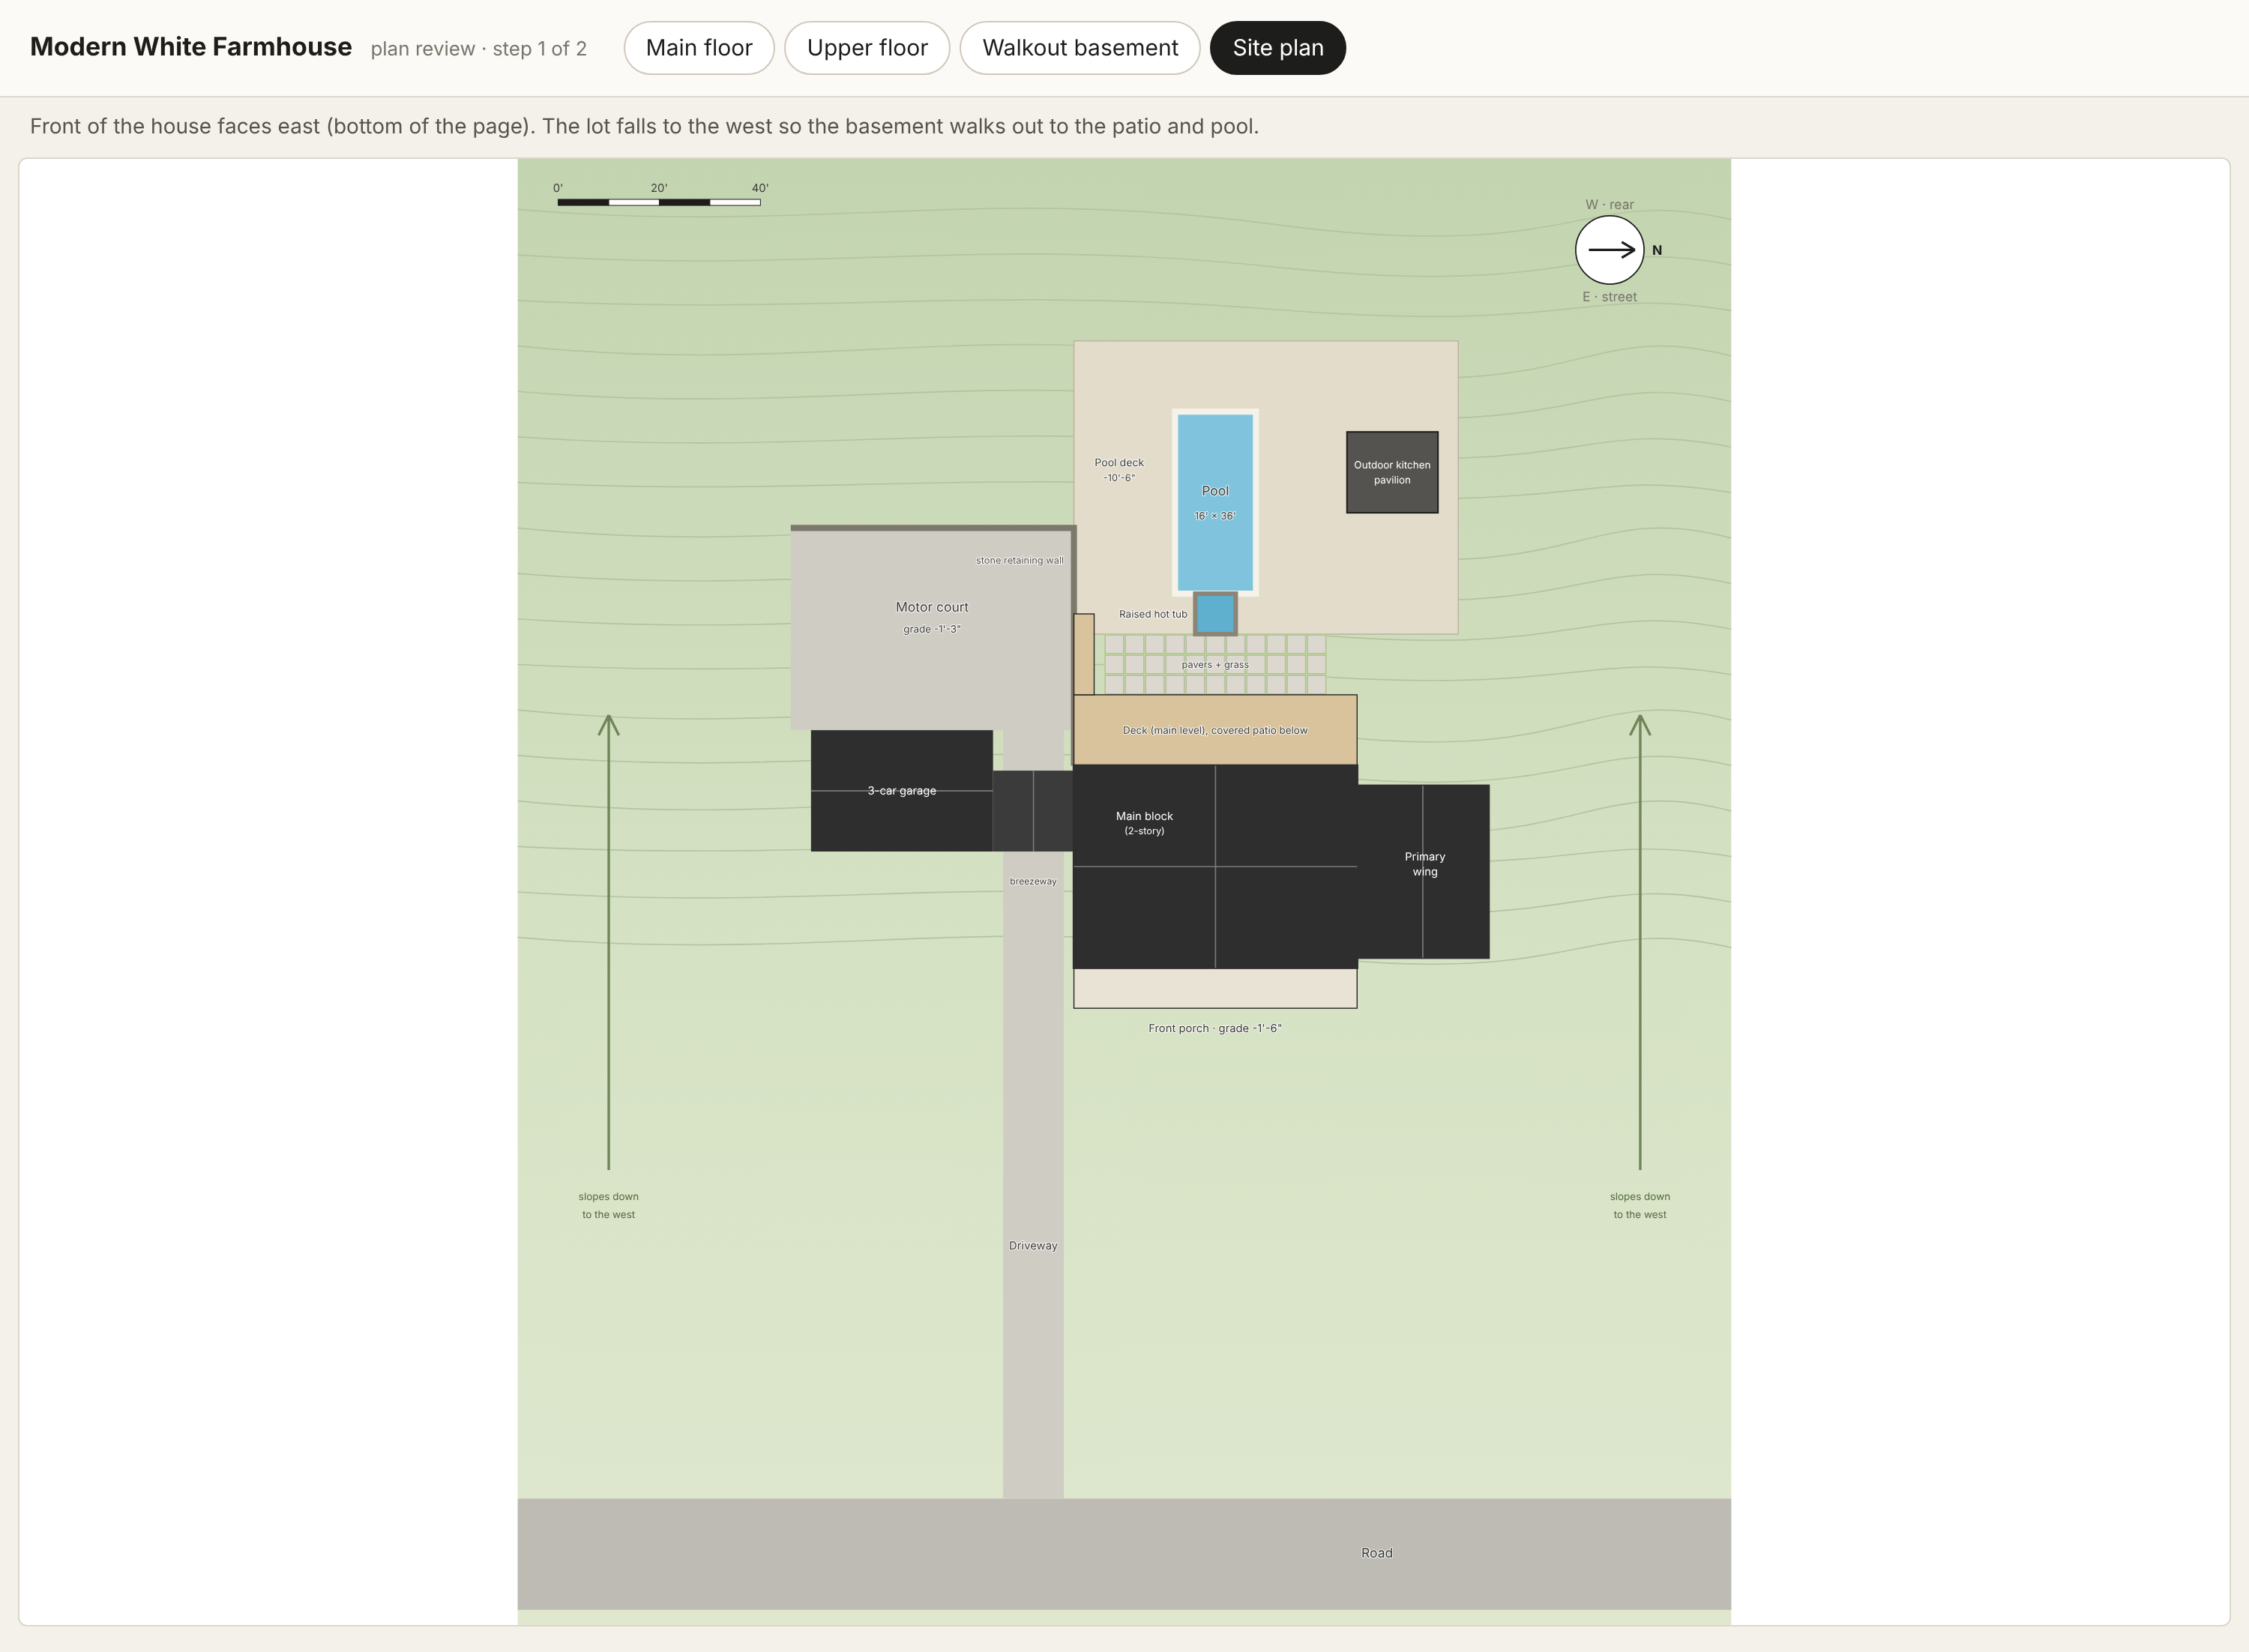 Modern White Farmhouse
plan review · step 1 of 2
Main floor
Upper floor
Walkout basement
Site plan
Front of the house faces east (bottom of the page). The lot falls to the west so the basement walks out to the patio and pool.
0'
20'
40'
W · rear
N
E · street
Pool deck
-10'-6"
Pool
16' × 36'
Outdoor kitchen
pavilion
stone retaining wall
Motor court
grade -1'-3"
Raised hot tub
pavers + grass
Deck (main level), covered patio below
3-car garage
Main block
(2-story)
Primary
wing
breezeway
Front porch · grade -1'-6"
slopes down
to the west
slopes down
to the west
Driveway
Road